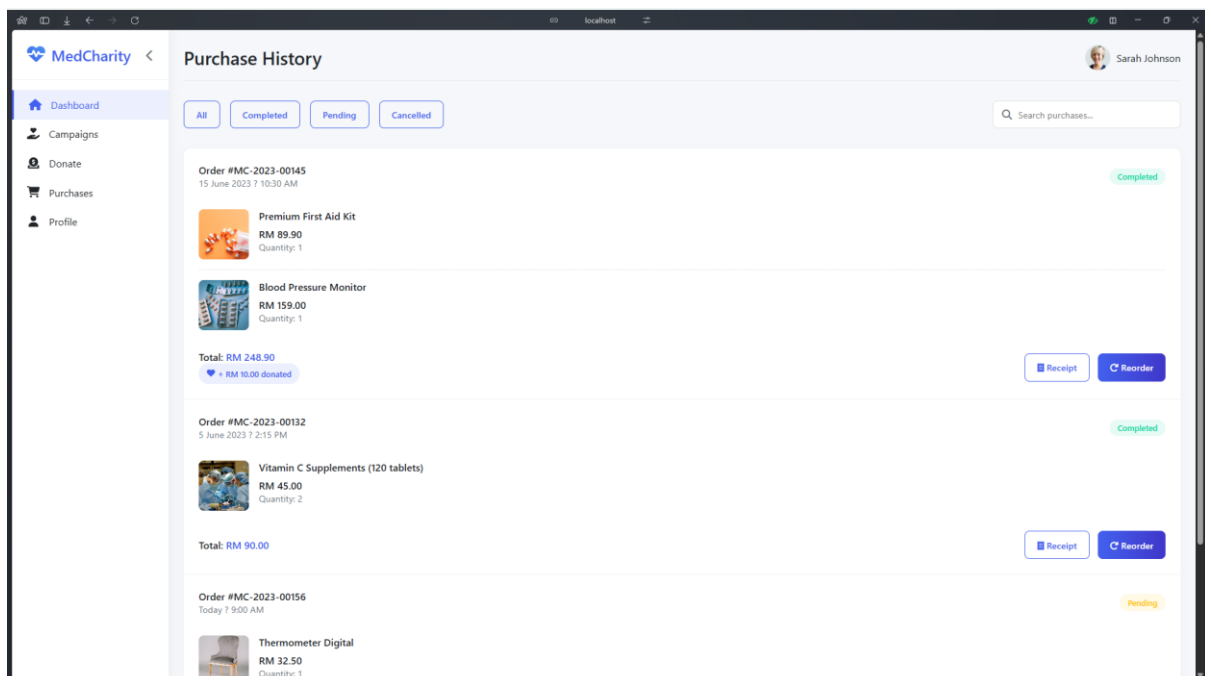 localhost
MedCharity
Purchase History
Sarah Johnson
Dashboard
Campaigns
Donate
Purchases
Profile
All
Completed
Pending
Cancelled
Search purchases...
Order #MC-2023-00145
15 June 2023 ? 10:30 AM
Completed
Premium First Aid Kit
RM 89.90
Quantity: 1
Blood Pressure Monitor
RM 159.00
Quantity: 1
Total: RM 248.90
+ RM 10.00 donated
Receipt
Reorder
Order #MC-2023-00132
5 June 2023 ? 2:15 PM
Completed
Vitamin C Supplements (120 tablets)
RM 45.00
Quantity: 2
Total: RM 90.00
Receipt
Reorder
Order #MC-2023-00156
Today ? 9:00 AM
Pending
Thermometer Digital
RM 32.50
Quantity: 1